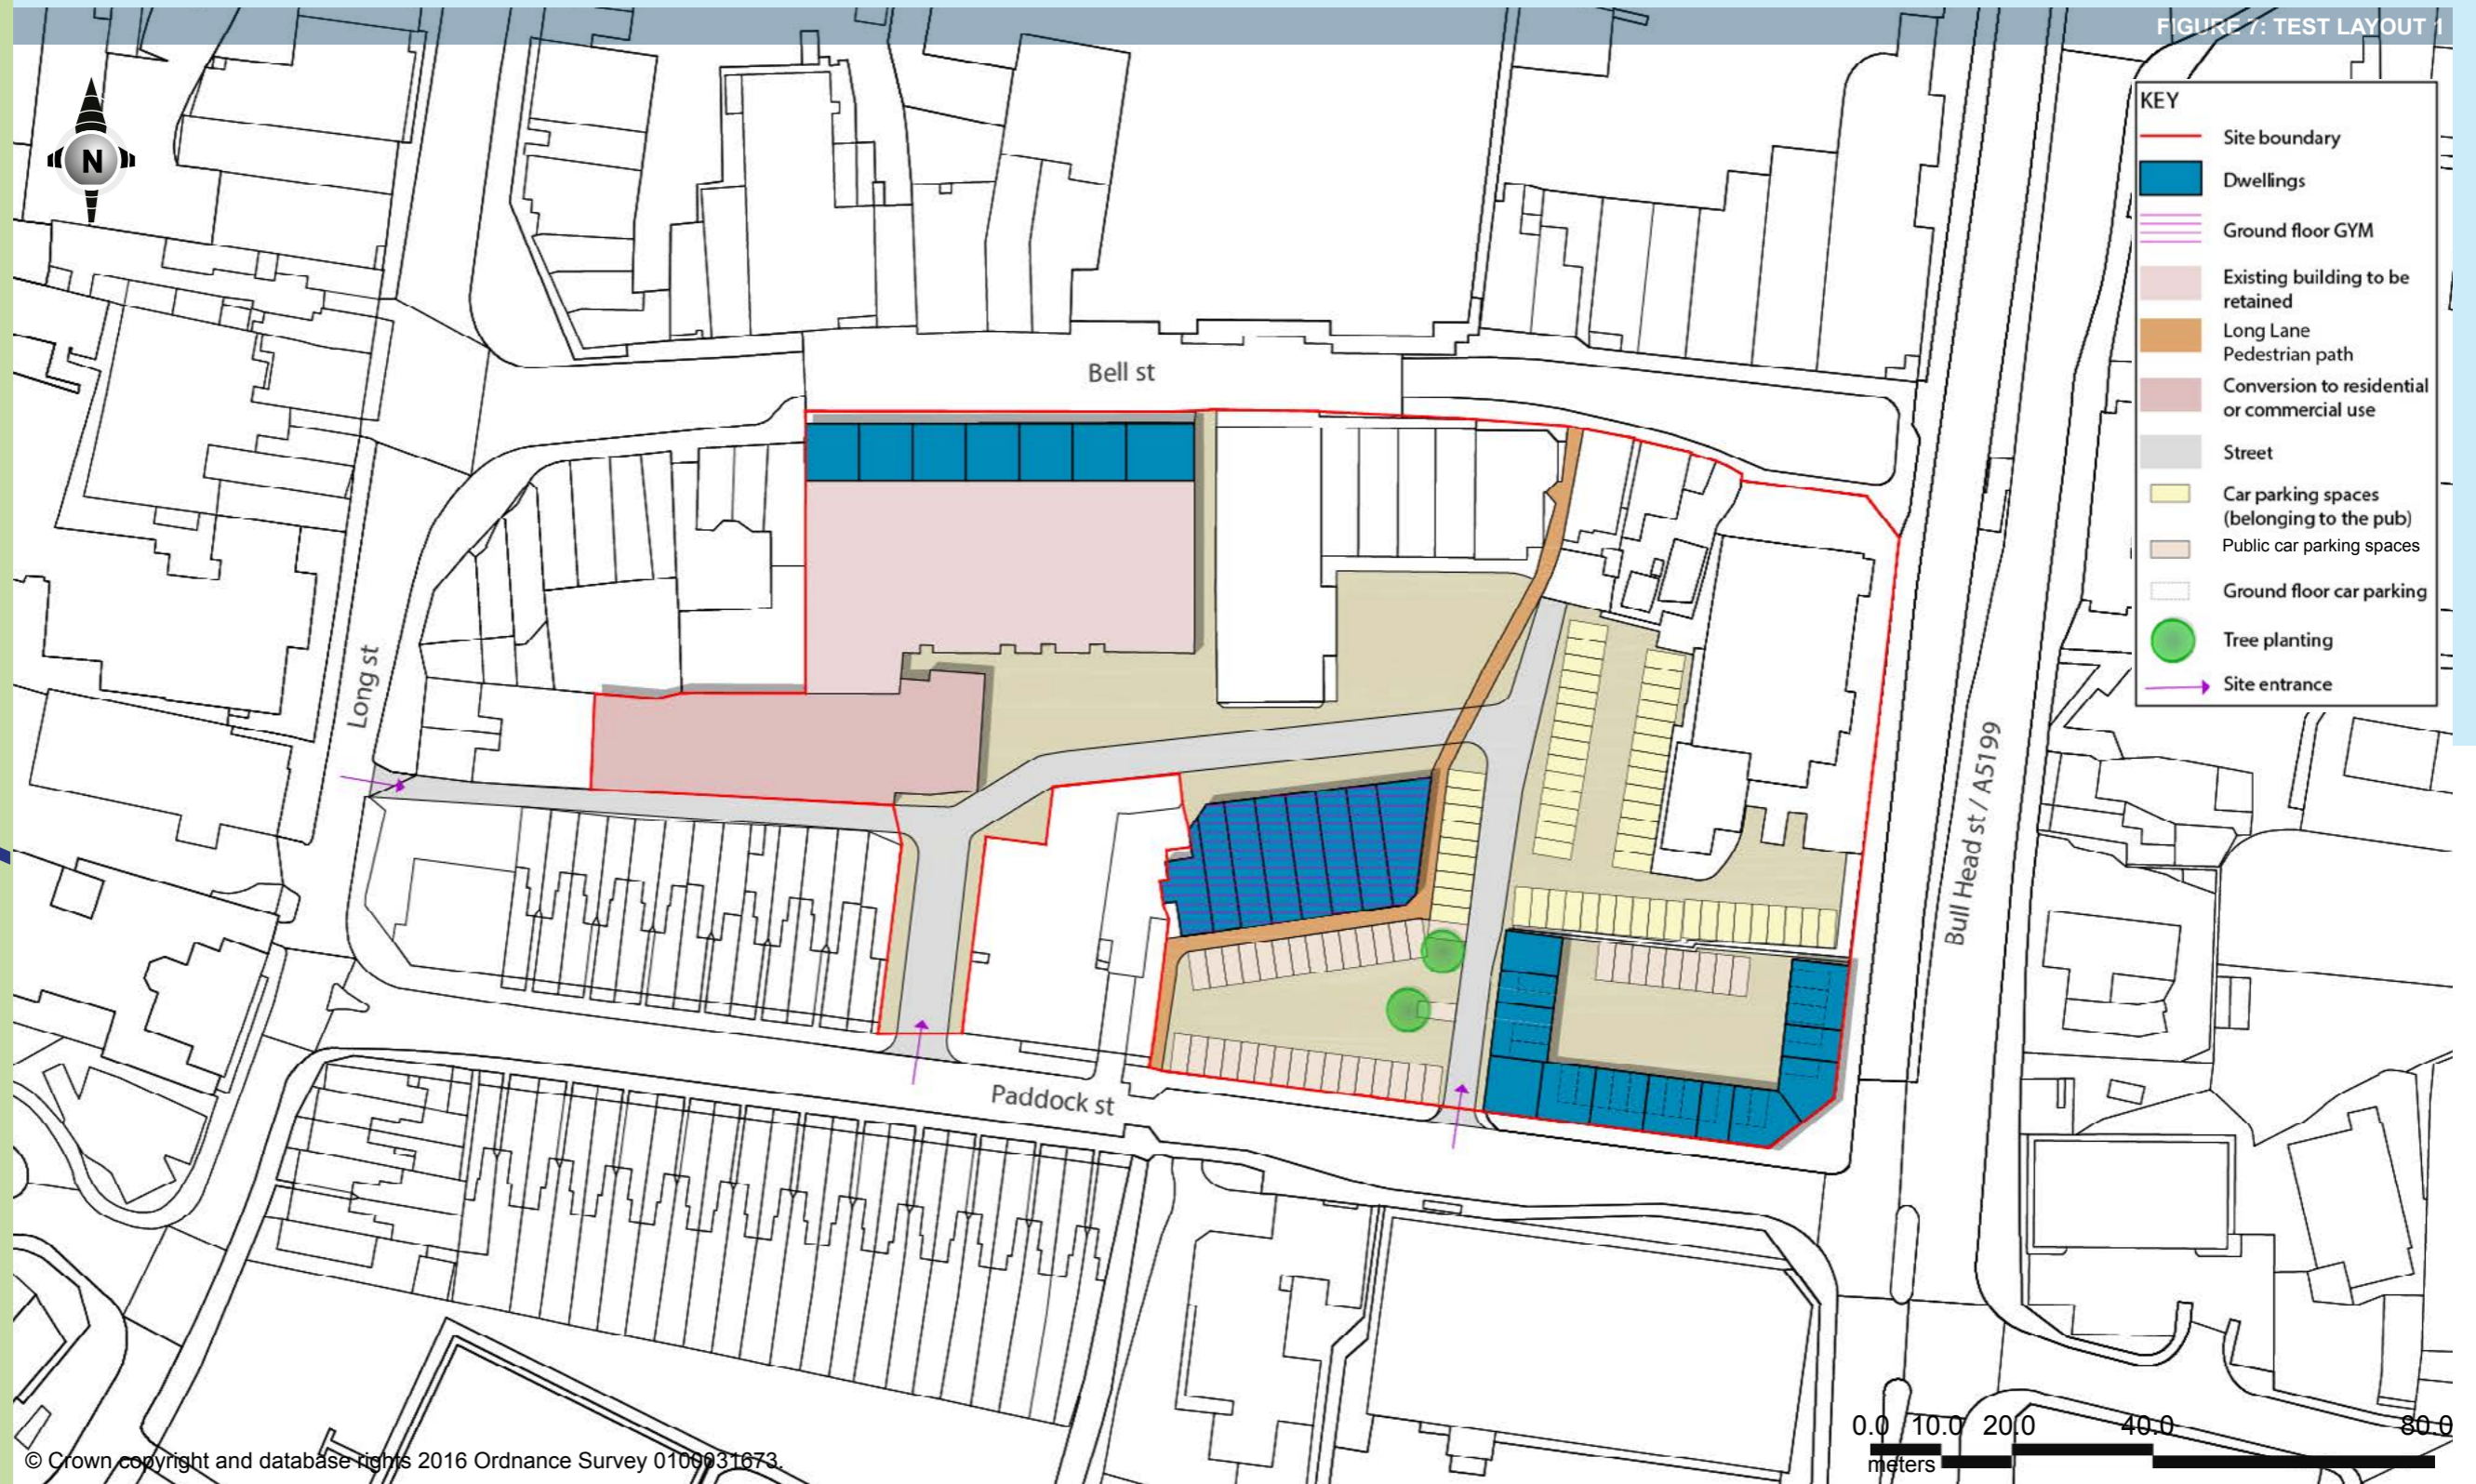 FIGURE 7: TEST LAYOUT 1
N
KEY
Site boundary
Dwellings
Ground floor GYM
Existing building to be
retained
Long Lane
Pedestrian path
Conversion to residential
or commercial use
Street
Car parking spaces
(belonging to the pub)
Public car parking spaces
Ground floor car parking
Tree planting
Site entrance
Bell st
Long st
Bull Head st / A5199
Paddock st
0.0 10.0 20.0 40.0 80.0
meters
© Crown copyright and database rights 2016 Ordnance Survey 0100031673.